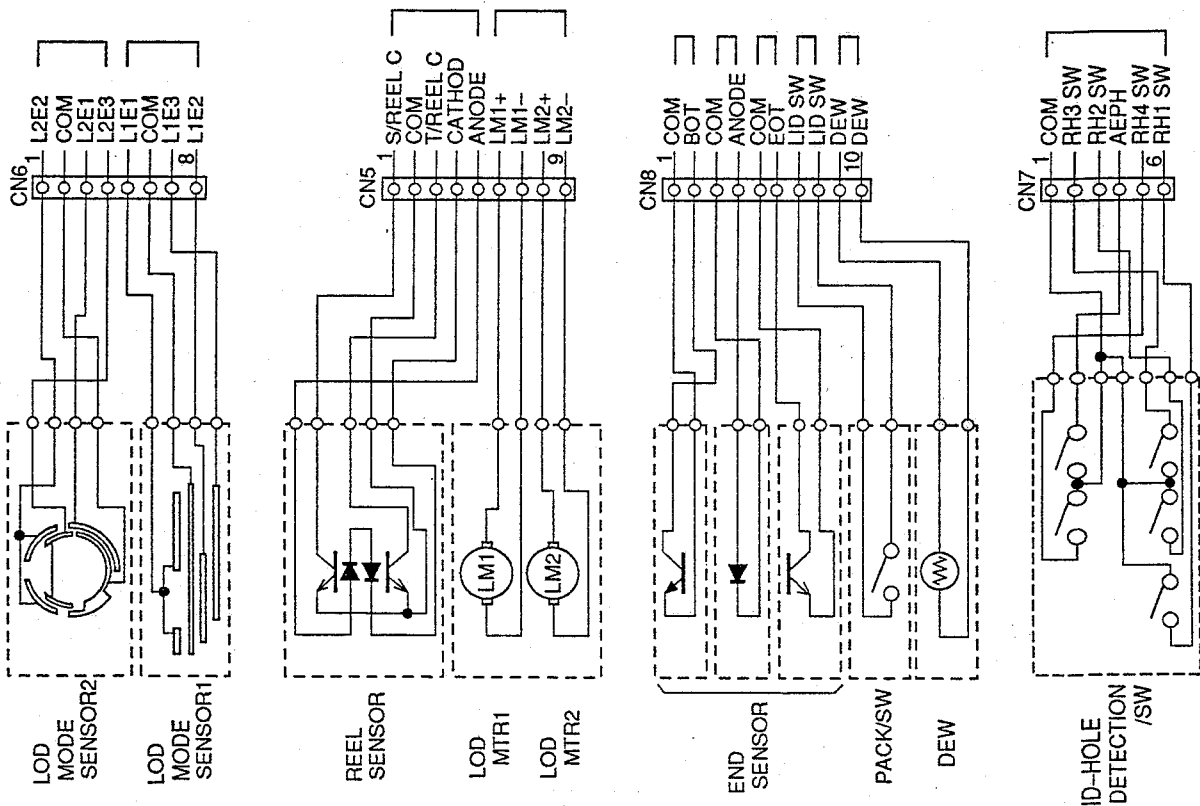 CN6
1
L2E2
COM
L2E1
L2E3
L1E1
COM
L1E3
L1E2
8
LOD
MODE
SENSOR2
LOD
MODE
SENSOR1
CN5
1
S/REEL C
COM
T/REEL C
CATHOD
ANODE
LM1+
LM1-
LM2+
LM2-
9
LM1
LM2
REEL
SENSOR
LOD
MTR1
LOD
MTR2
CN8
1
COM
BOT
COM
ANODE
COM
EOT
LID SW
LID SW
DEW
DEW
10
END
SENSOR
PACK/SW
DEW
CN7
1
COM
RH3 SW
RH2 SW
AEPH
RH4 SW
RH1 SW
6
ID-HOLE
DETECTION
/SW